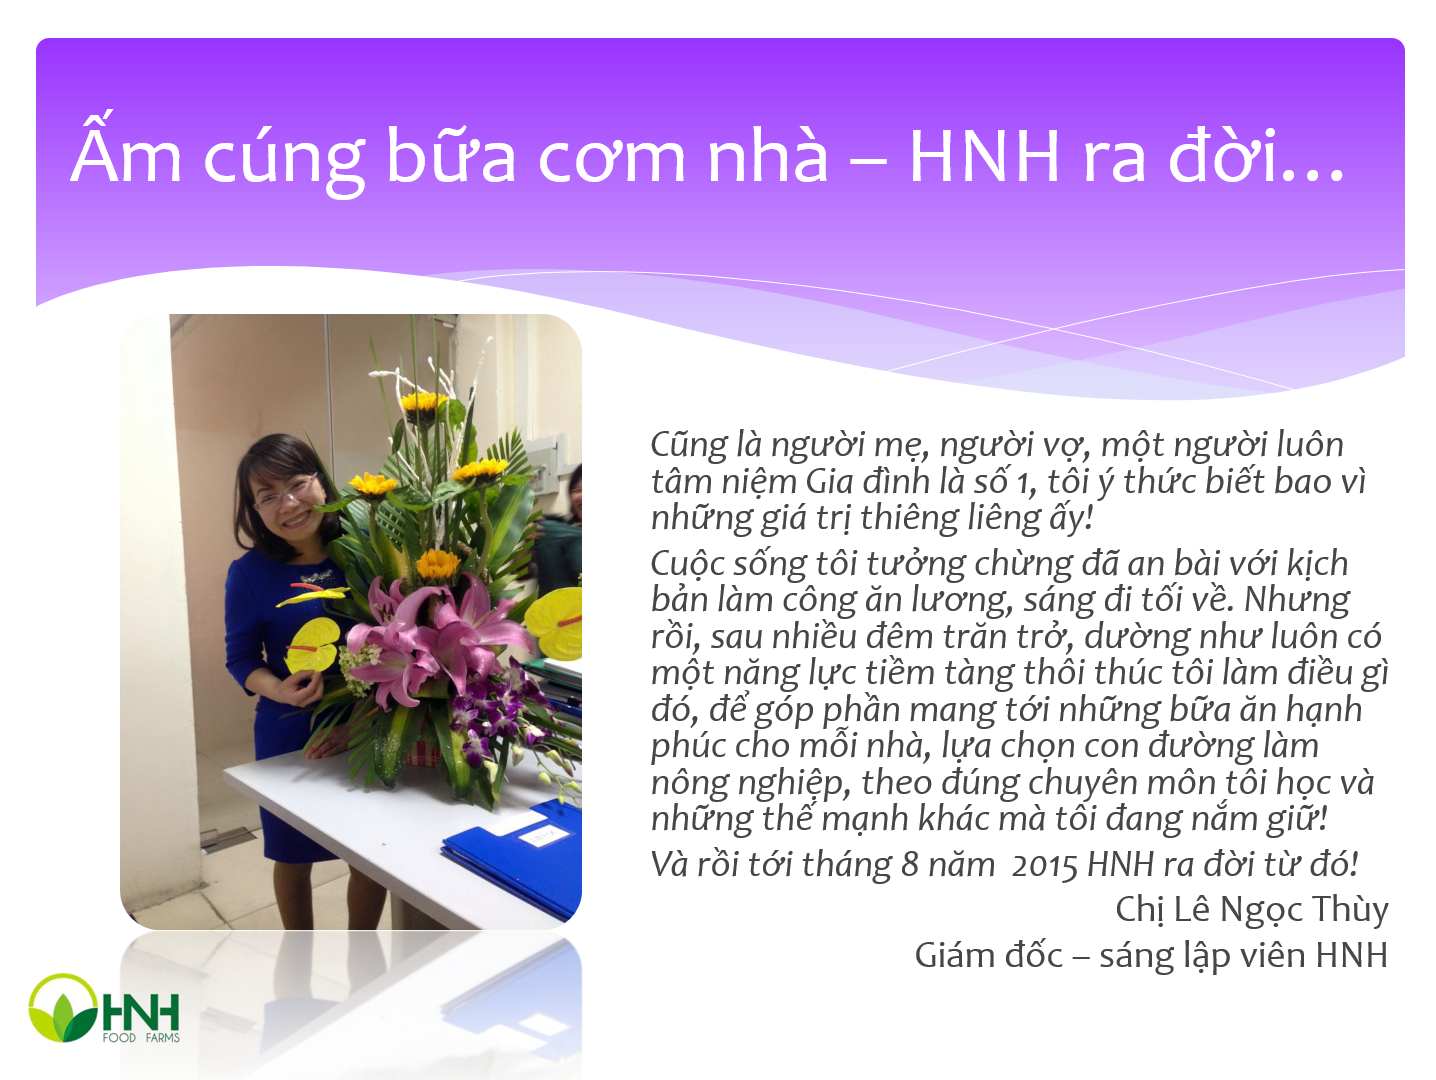 Ấm cúng bữa cơm nhà – HNH ra đời…
Cũng là người mẹ, người vợ, một người luôn
tâm niệm Gia đình là số 1, tôi ý thức biết bao vì
những giá trị thiêng liêng ấy!
Cuộc sống tôi tưởng chừng đã an bài với kịch
bản làm công ăn lương, sáng đi tối về. Nhưng
rồi, sau nhiều đêm trăn trở, dường như luôn có
một năng lực tiềm tàng thôi thúc tôi làm điều gì
đó, để góp phần mang tới những bữa ăn hạnh
phúc cho mỗi nhà, lựa chọn con đường làm
nông nghiệp, theo đúng chuyên môn tôi học và
những thế mạnh khác mà tôi đang nắm giữ!
Và rồi tới tháng 8 năm  2015 HNH ra đời từ đó!
Chị Lê Ngọc Thùy
Giám đốc – sáng lập viên HNH
HNH
FOOD FARMS